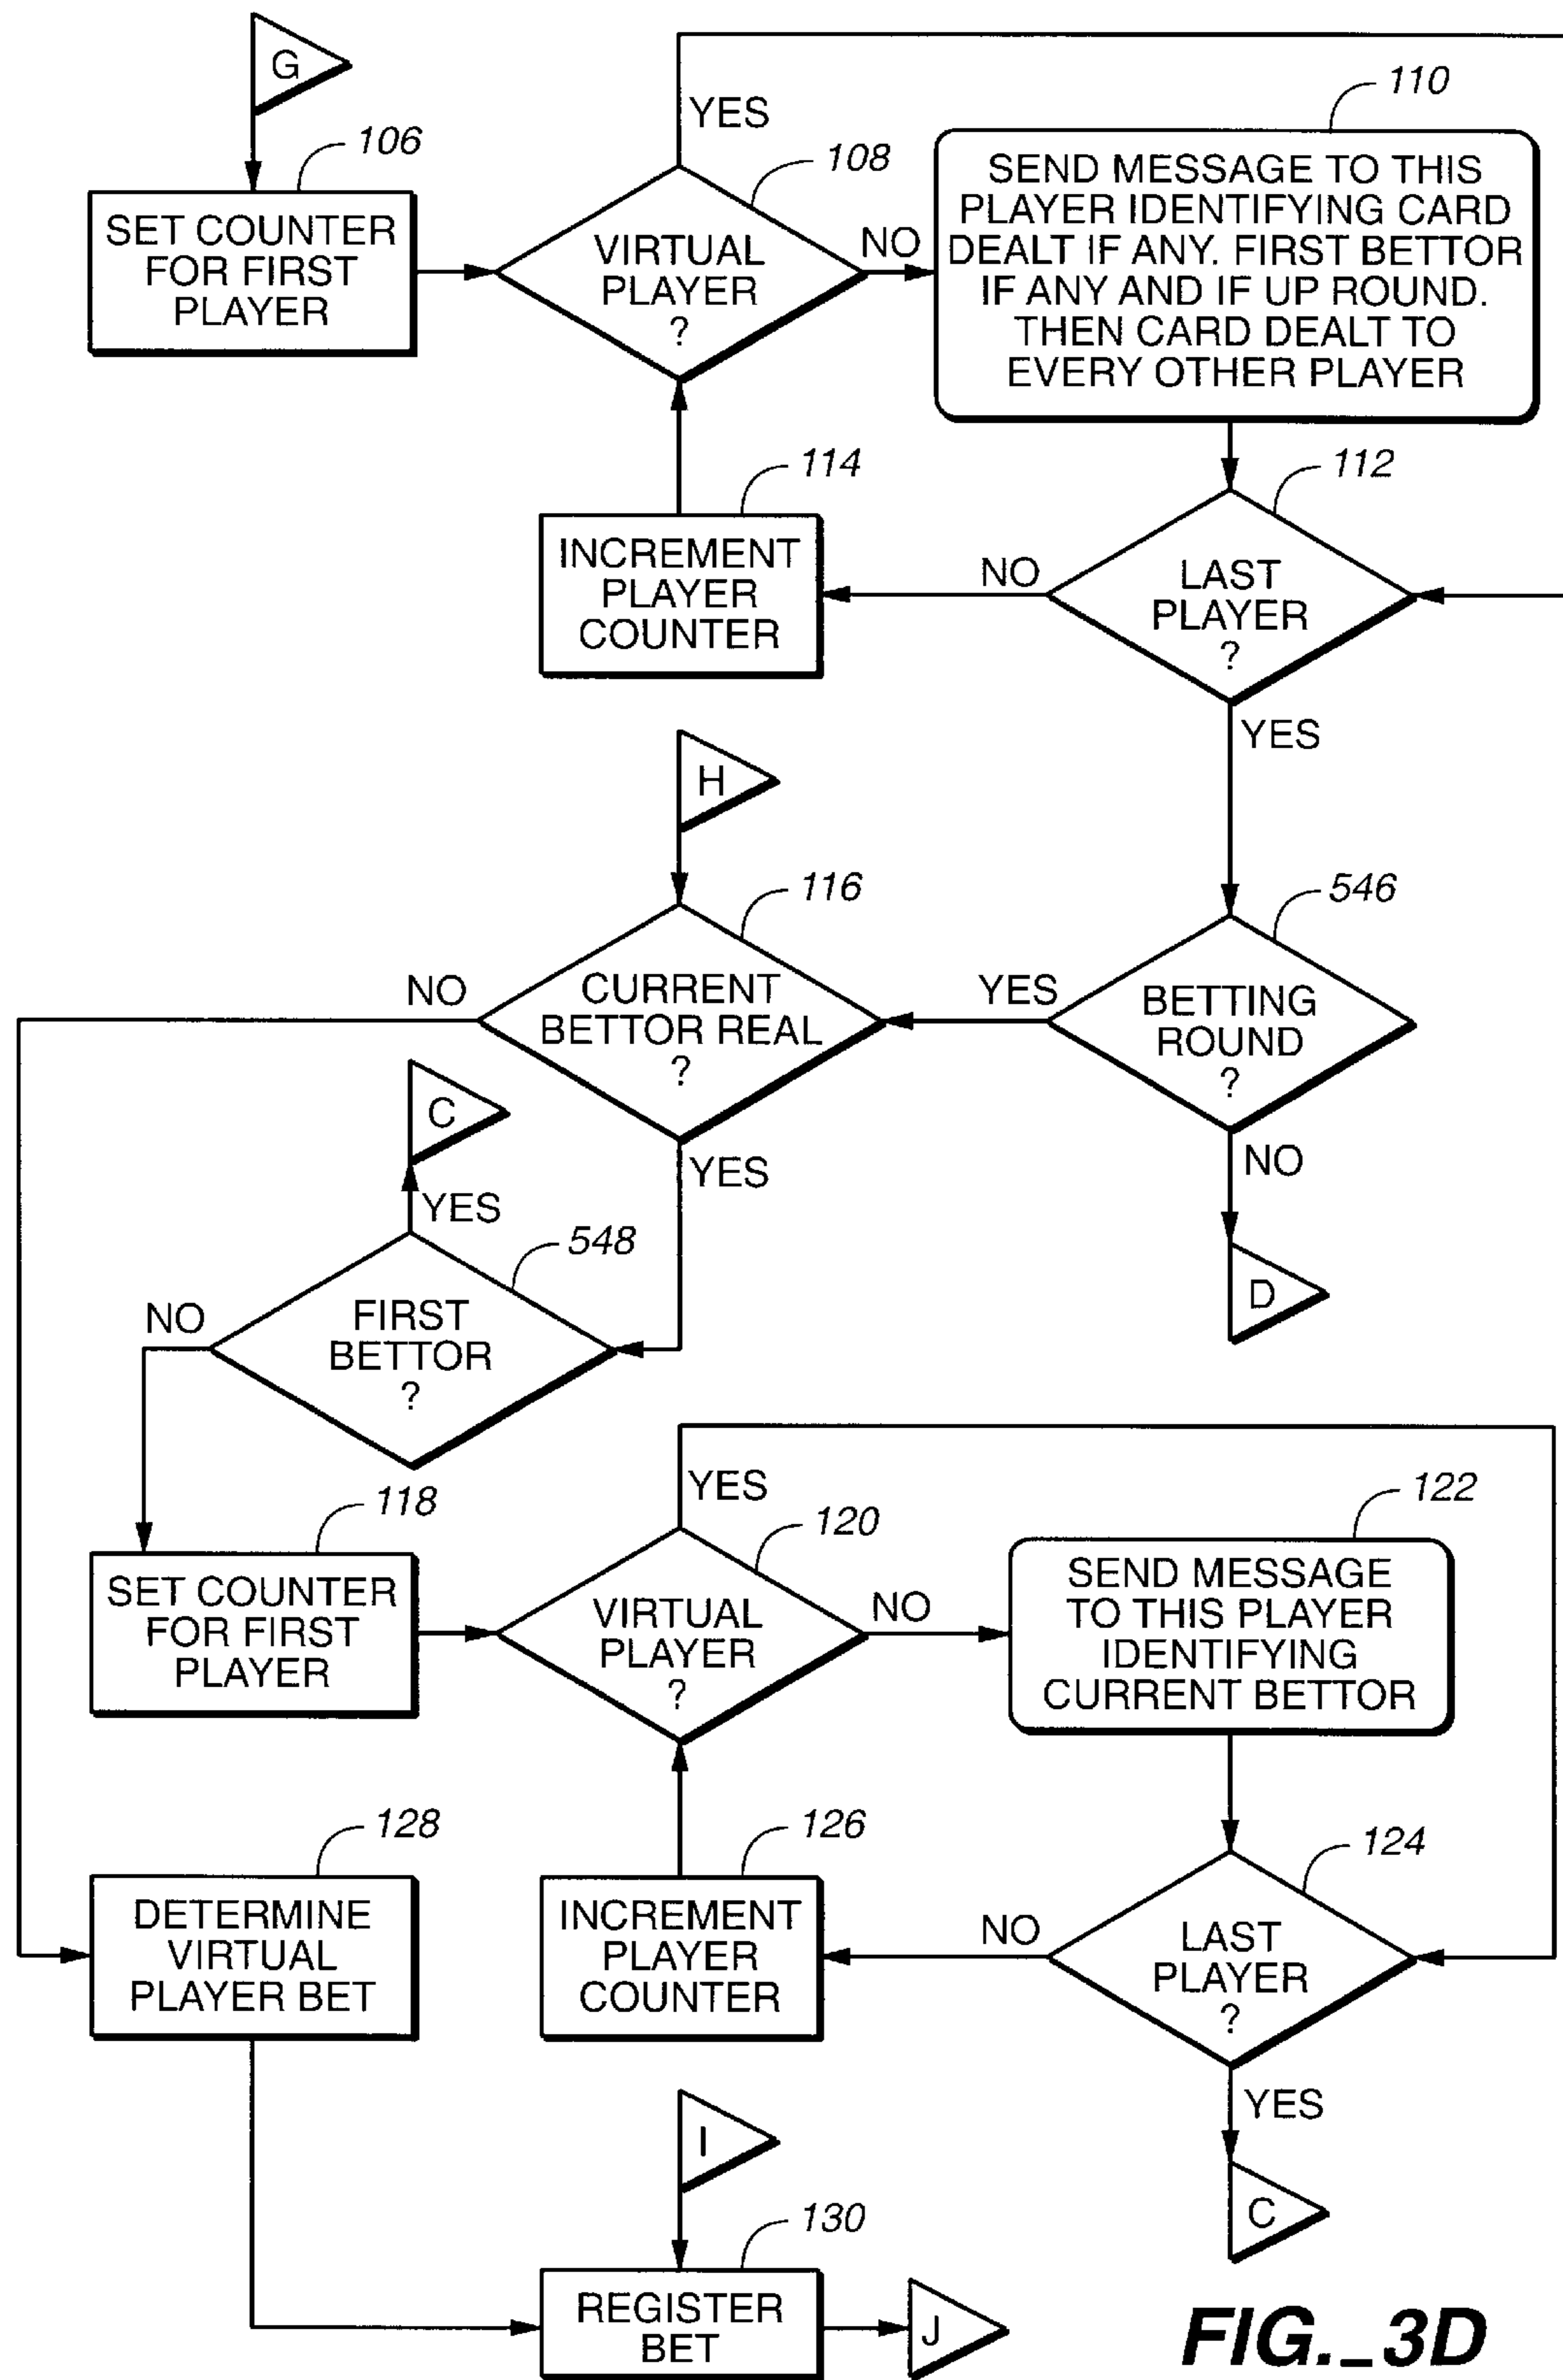 G
106
SET COUNTER
FOR FIRST
PLAYER
YES
108
VIRTUAL
PLAYER
?
NO
110
SEND MESSAGE TO THIS
PLAYER IDENTIFYING CARD
DEALT IF ANY. FIRST BETTOR
IF ANY AND IF UP ROUND.
THEN CARD DEALT TO
EVERY OTHER PLAYER
114
INCREMENT
PLAYER
COUNTER
NO
112
LAST
PLAYER
?
YES
H
116
CURRENT
BETTOR REAL
?
NO
YES
YES
546
BETTING
ROUND
?
NO
D
C
YES
548
FIRST
BETTOR
?
NO
118
SET COUNTER
FOR FIRST
PLAYER
YES
120
VIRTUAL
PLAYER
?
NO
122
SEND MESSAGE
TO THIS PLAYER
IDENTIFYING
CURRENT BETTOR
128
DETERMINE
VIRTUAL
PLAYER BET
126
INCREMENT
PLAYER
COUNTER
NO
124
LAST
PLAYER
?
YES
C
I
130
REGISTER
BET
J
FIG._3D